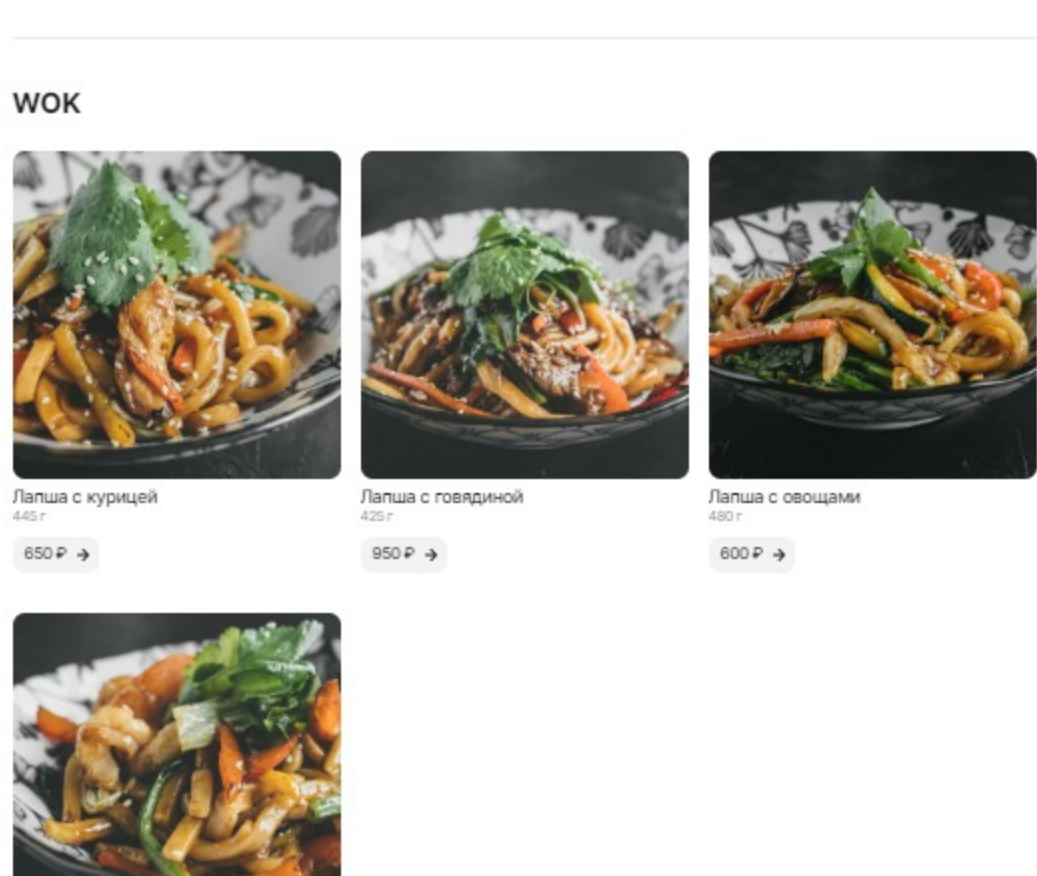 WOK
Лапша с курицей
445 г
650 ₽ →
Лапша с говядиной
425 г
950 ₽ →
Лапша с овощами
480 г
600 ₽ →